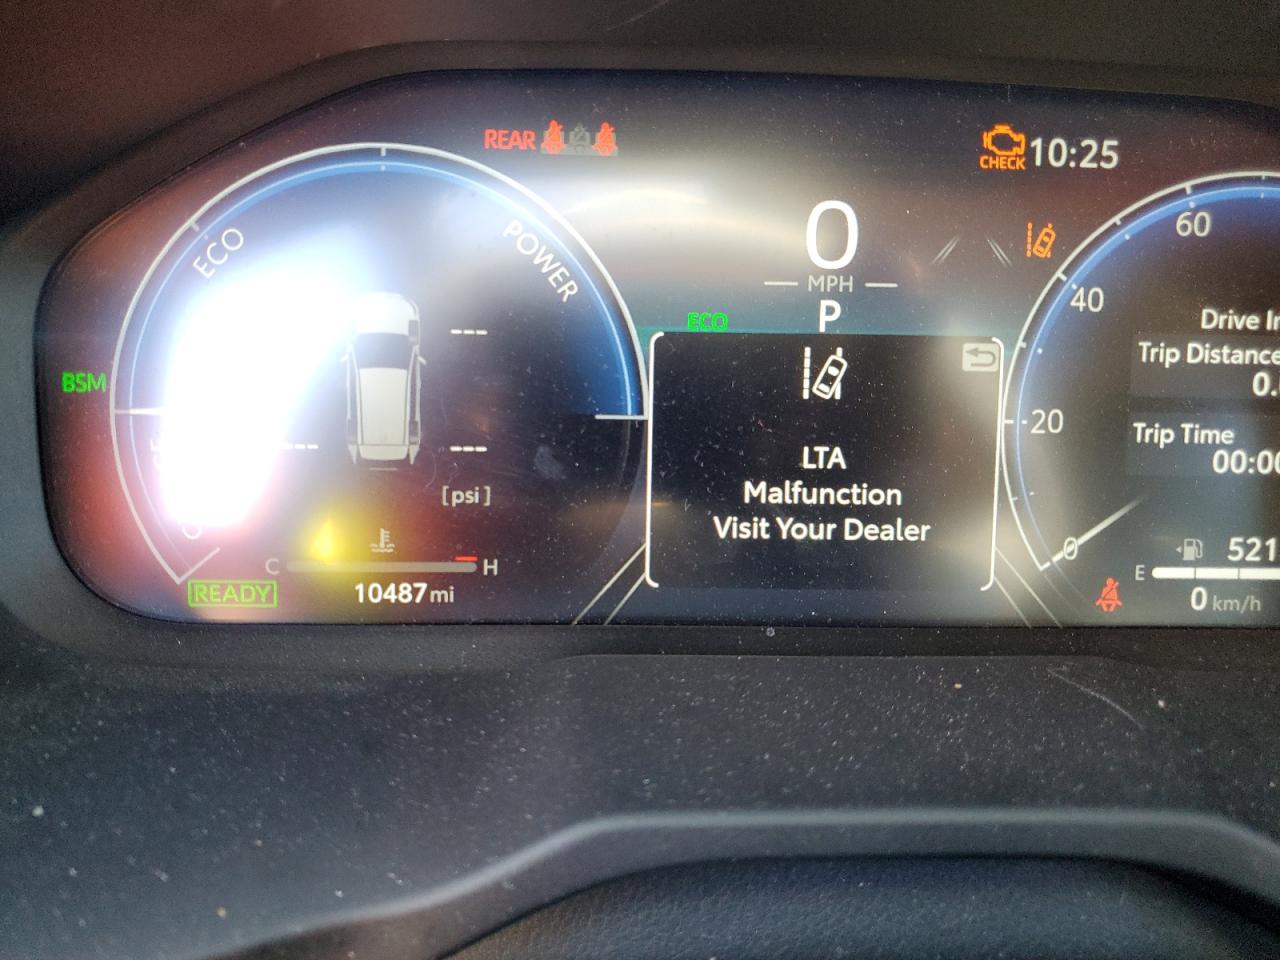 REAR
CHECK 10:25
ECO
POWER
0
MPH
P
ECO
BSM
---
---
---
[psi]
C
H
READY
10487 mi
LTA
Malfunction
Visit Your Dealer
60
40
20
0
Trip Distance
0.
Trip Time
Drive
E
521
0 km/h